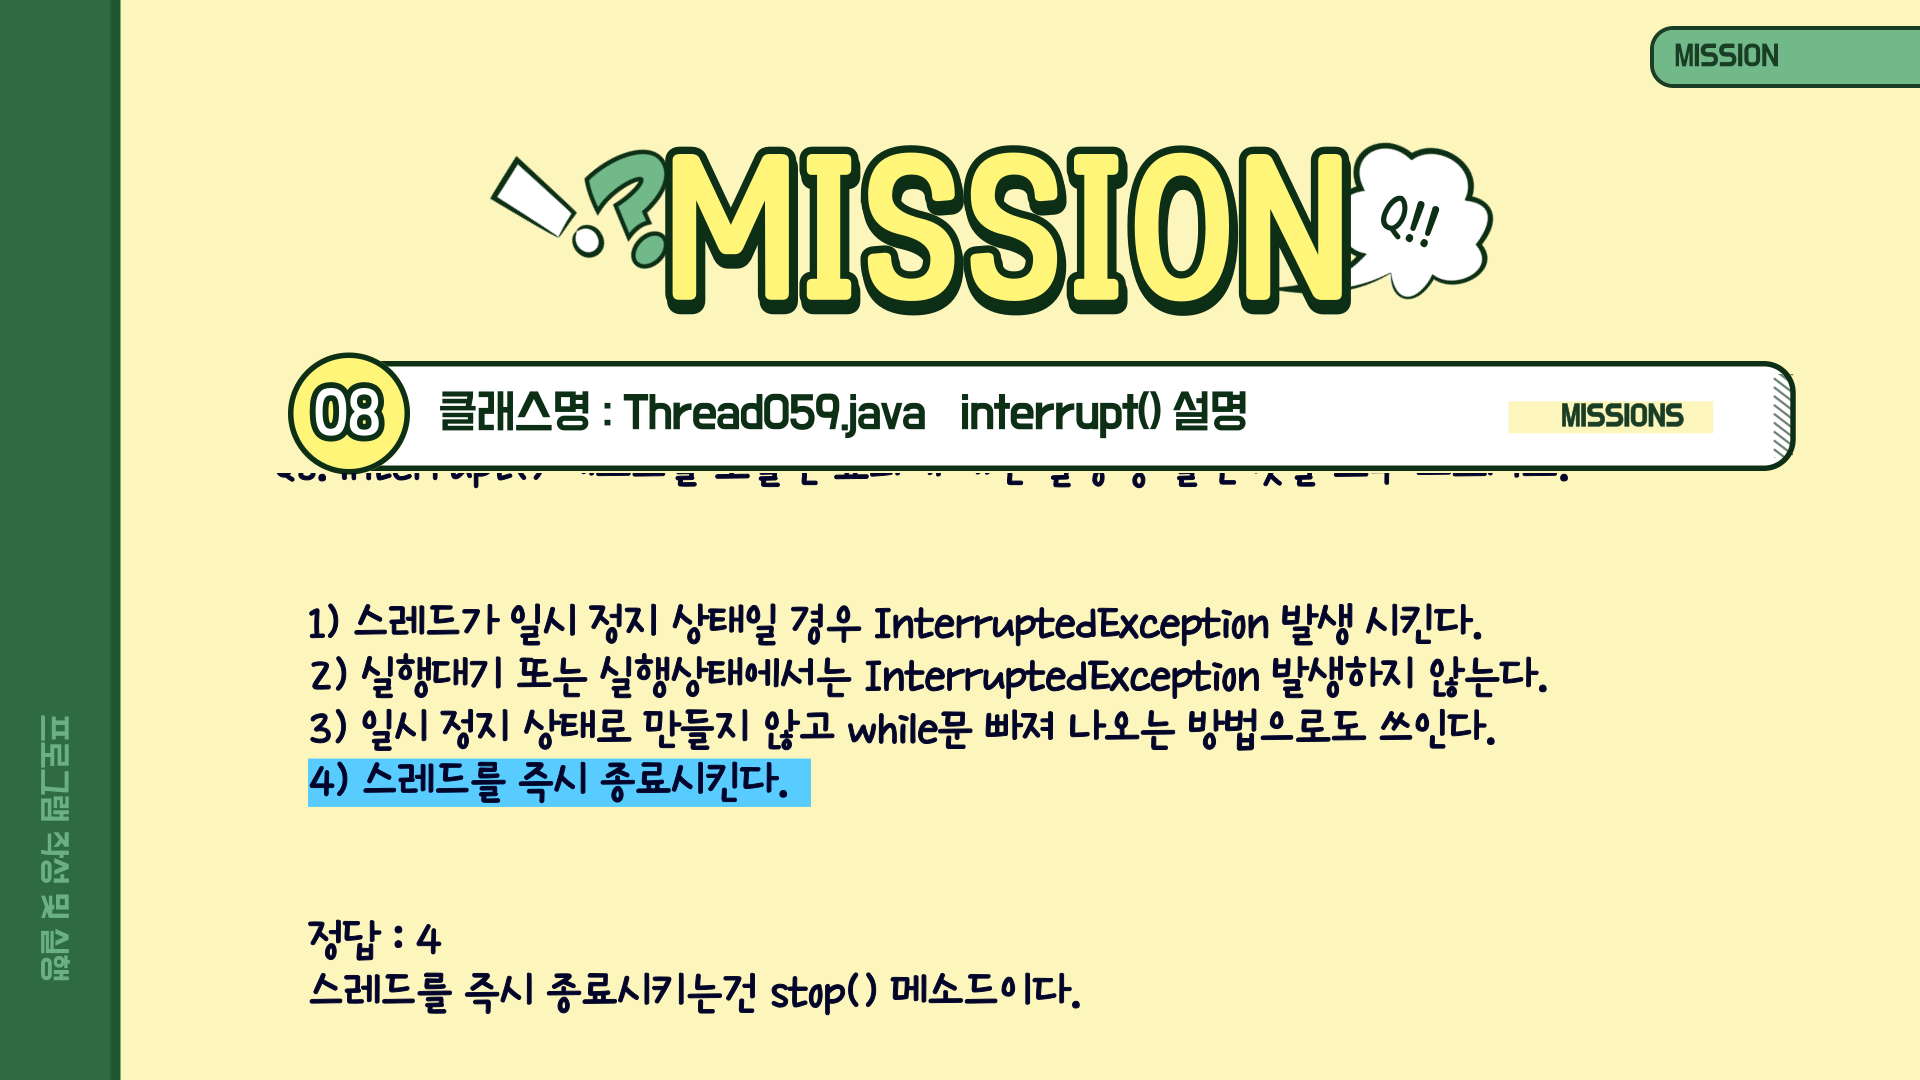 MISSION
MISSION
Q!!
08
클래스명 : Thread059.java interrupt() 설명
MISSIONS
1) 스레드가 일시 정지 상태일 경우 InterruptedException 발생 시킨다.
2) 실행대기 또는 실행상태에서는 InterruptedException 발생하지 않는다.
3) 일시 정지 상태로 만들지 않고 while문 빠져 나오는 방법으로도 쓰인다.
4) 스레드를 즉시 종료시킨다.
정답 : 4
스레드를 즉시 종료시키는건 stop() 메소드이다.
프로그램 작성 및 실행